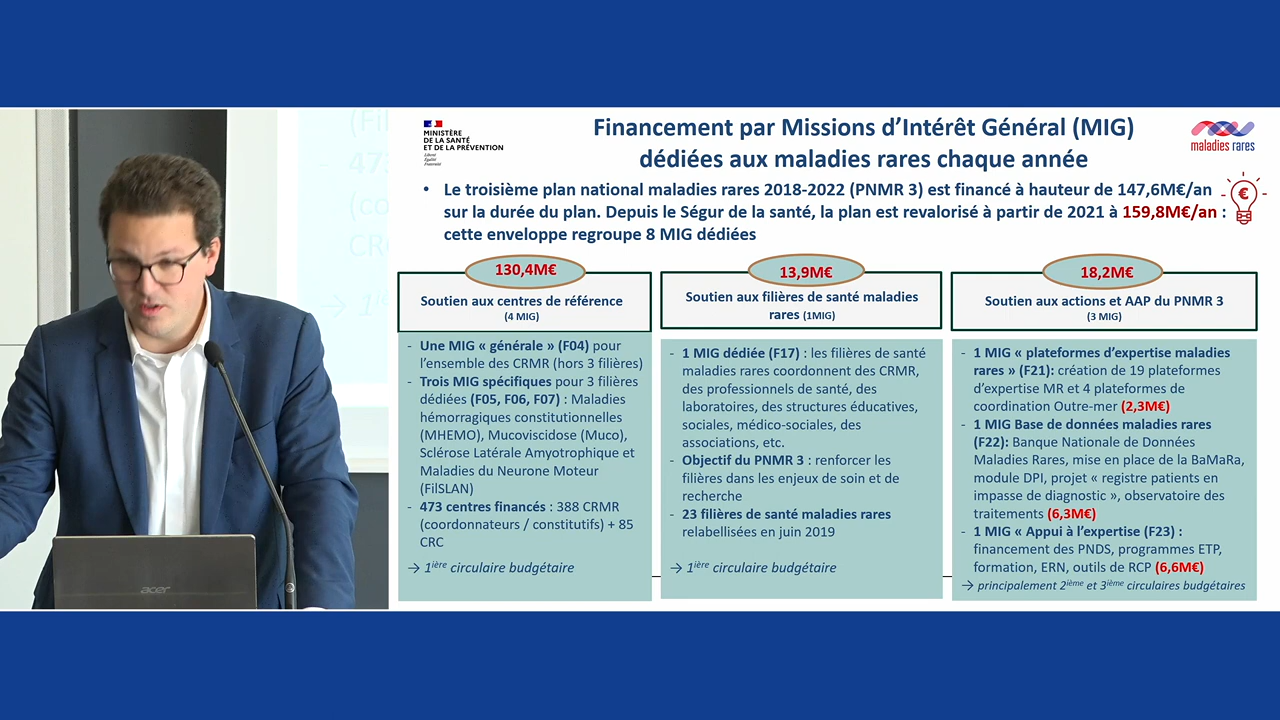 MINISTÈRE
DE LA SANTÉ
ET DE LA PRÉVENTION
Liberté
Égalité
Fraternité
Financement par Missions d'Intérêt Général (MIG)
dédiées aux maladies rares chaque année
maladies rares
• Le troisième plan national maladies rares 2018-2022 (PNMR 3) est financé à hauteur de 147,6M€/an
sur la durée du plan. Depuis le Ségur de la santé, la plan est revalorisé à partir de 2021 à 159,8M€/an :
cette enveloppe regroupe 8 MIG dédiées
€
130,4M€
Soutien aux centres de référence
(4 MIG)
- Une MIG « générale » (F04) pour
l'ensemble des CRMR (hors 3 filières)
- Trois MIG spécifiques pour 3 filières
dédiées (F05, F06, F07) : Maladies
hémorragiques constitutionnelles
(MHEMO), Mucoviscidose (Muco),
Sclérose Latérale Amyotrophique et
Maladies du Neurone Moteur
(FilSLAN)
- 473 centres financés : 388 CRMR
(coordonnateurs / constitutifs) + 85
CRC
→ 1ière circulaire budgétaire
13,9M€
Soutien aux filières de santé maladies
rares (1MIG)
- 1 MIG dédiée (F17) : les filières de santé
maladies rares coordonnent des CRMR,
des professionnels de santé, des
laboratoires, des structures éducatives,
sociales, médico-sociales, des
associations, etc.
- Objectif du PNMR 3 : renforcer les
filières dans les enjeux de soin et de
recherche
- 23 filières de santé maladies rares
relabellisées en juin 2019
→ 1ière circulaire budgétaire
18,2M€
Soutien aux actions et AAP du PNMR 3
(3 MIG)
- 1 MIG « plateformes d'expertise maladies
rares » (F21): création de 19 plateformes
d'expertise MR et 4 plateformes de
coordination Outre-mer (2,3M€)
- 1 MIG Base de données maladies rares
(F22): Banque Nationale de Données
Maladies Rares, mise en place de la BaMaRa,
module DPI, projet « registre patients en
impasse de diagnostic », observatoire des
traitements (6,3M€)
- 1 MIG « Appui à l'expertise (F23) :
financement des PNDS, programmes ETP,
formation, ERN, outils de RCP (6,6M€)
→ principalement 2ième et 3ième circulaires budgétaires
acer